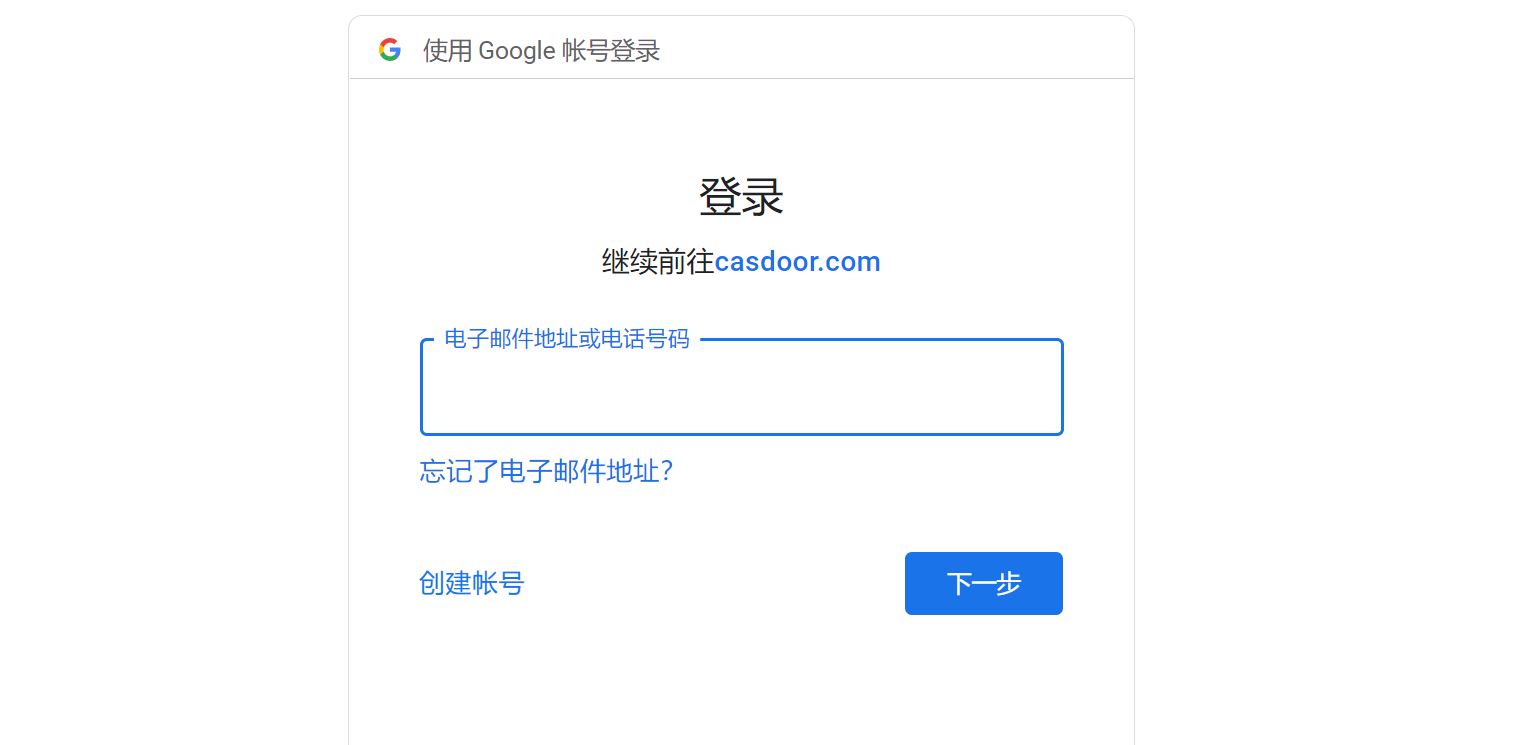 使用 Google 帐号登录
登录
继续前往casdoor.com
电子邮件地址或电话号码
忘记了电子邮件地址？
创建帐号
下一步